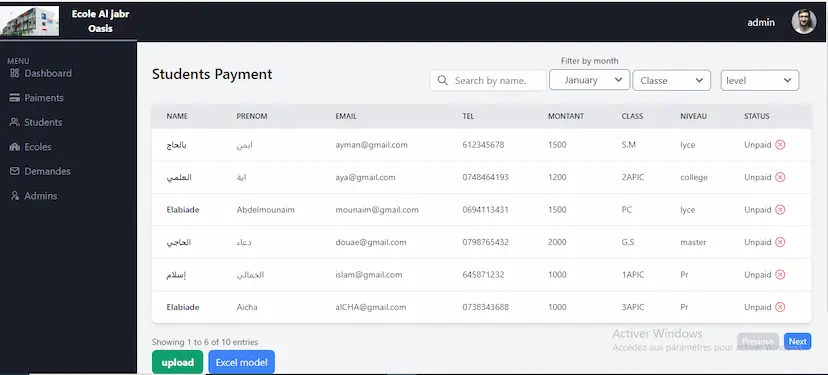 Ecole Al jabr
Oasis
admin
MENU
Dashboard
Paiments
Students
Ecoles
Demandes
Admins
Students Payment
Filter by month
Search by name.
January
Classe
level
NAME PRENOM EMAIL TEL MONTANT CLASS NIVEAU STATUS
بالحاج ايمن ayman@gmail.com 612345678 1500 S.M lyce Unpaid
العلمي اية aya@gmail.com 0748464193 1200 2APIC college Unpaid
Elabiade Abdelmounaim mounaim@gmail.com 0694113431 1500 PC lyce Unpaid
الحاجي دعاء douae@gmail.com 0798765432 2000 G.S master Unpaid
إسلام الخمالي islam@gmail.com 645871232 1000 1APIC Pr Unpaid
Elabiade Aicha aICHA@gmail.com 0738343688 1000 3APIC Pr Unpaid
Showing 1 to 6 of 10 entries
Activer Windows
Accédez aux paramètres pour activer Windows
Previous
Next
upload
Excel model